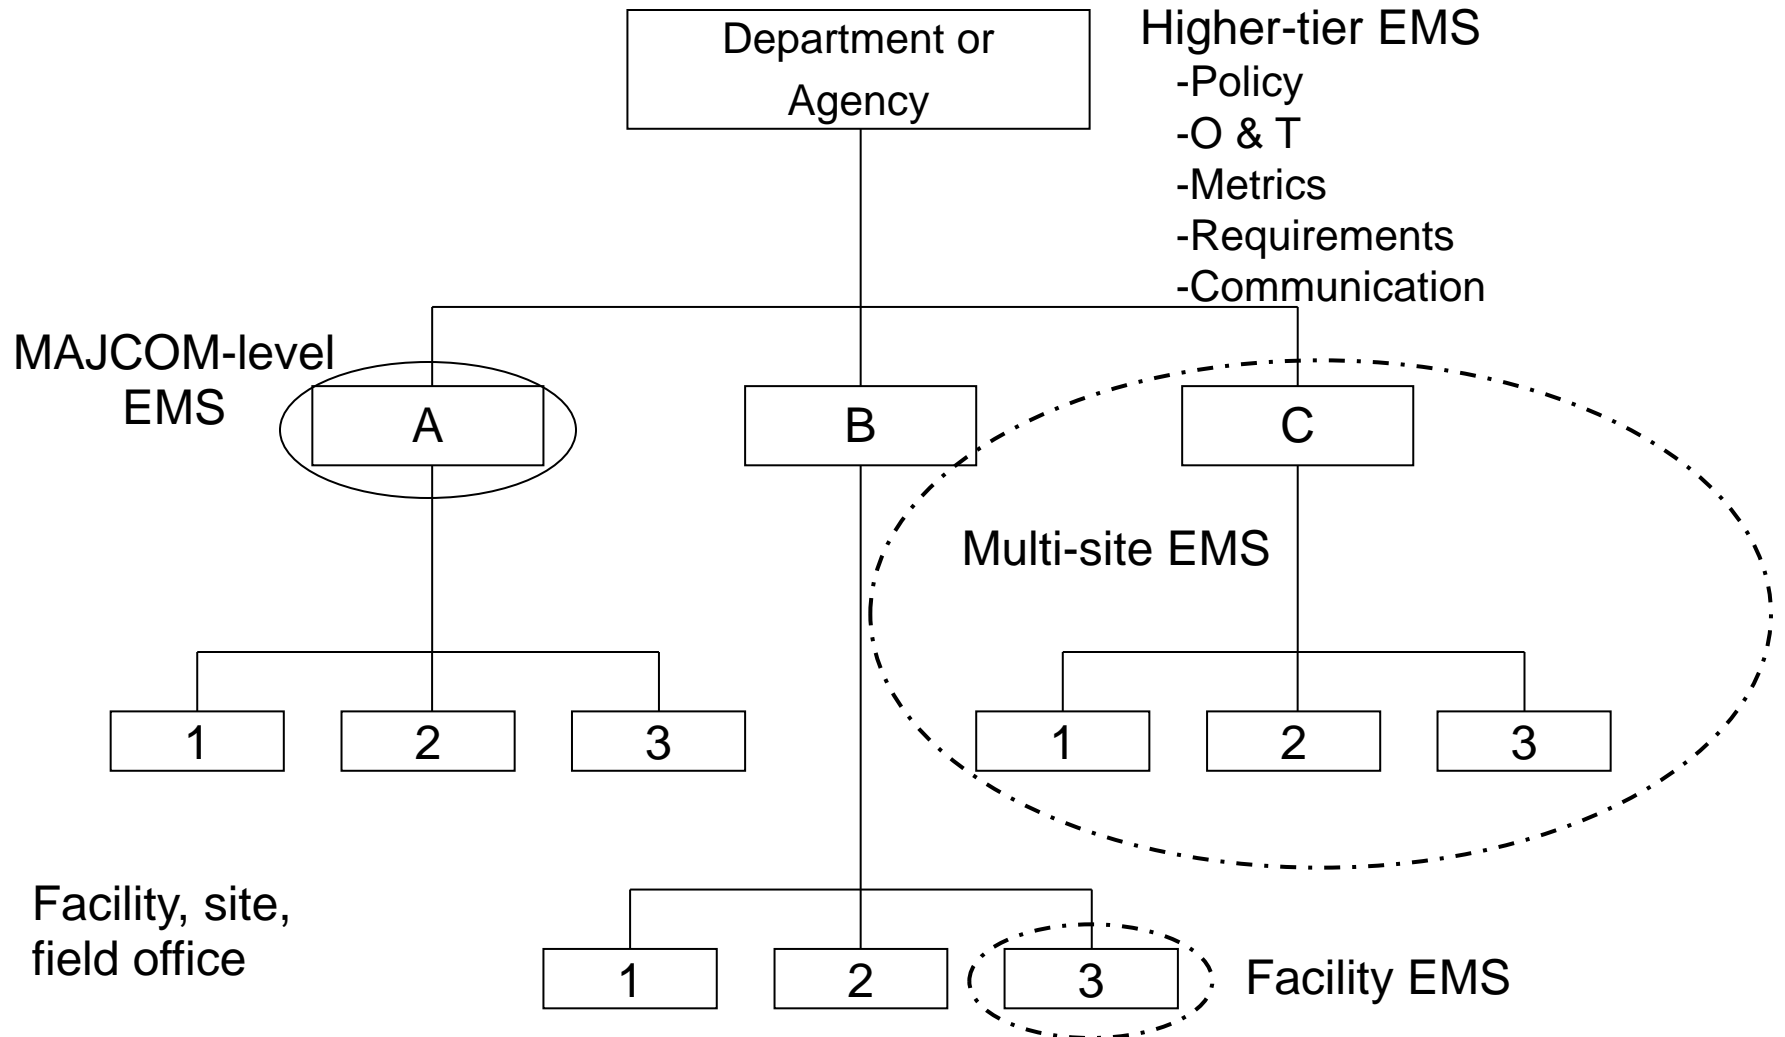 Department or
Agency
Higher-tier EMS
-Policy
-O & T
-Metrics
-Requirements
-Communication
MAJCOM-level
EMS
A
B
C
Multi-site EMS
1
2
3
1
2
3
Facility, site,
field office
1
2
3
Facility EMS